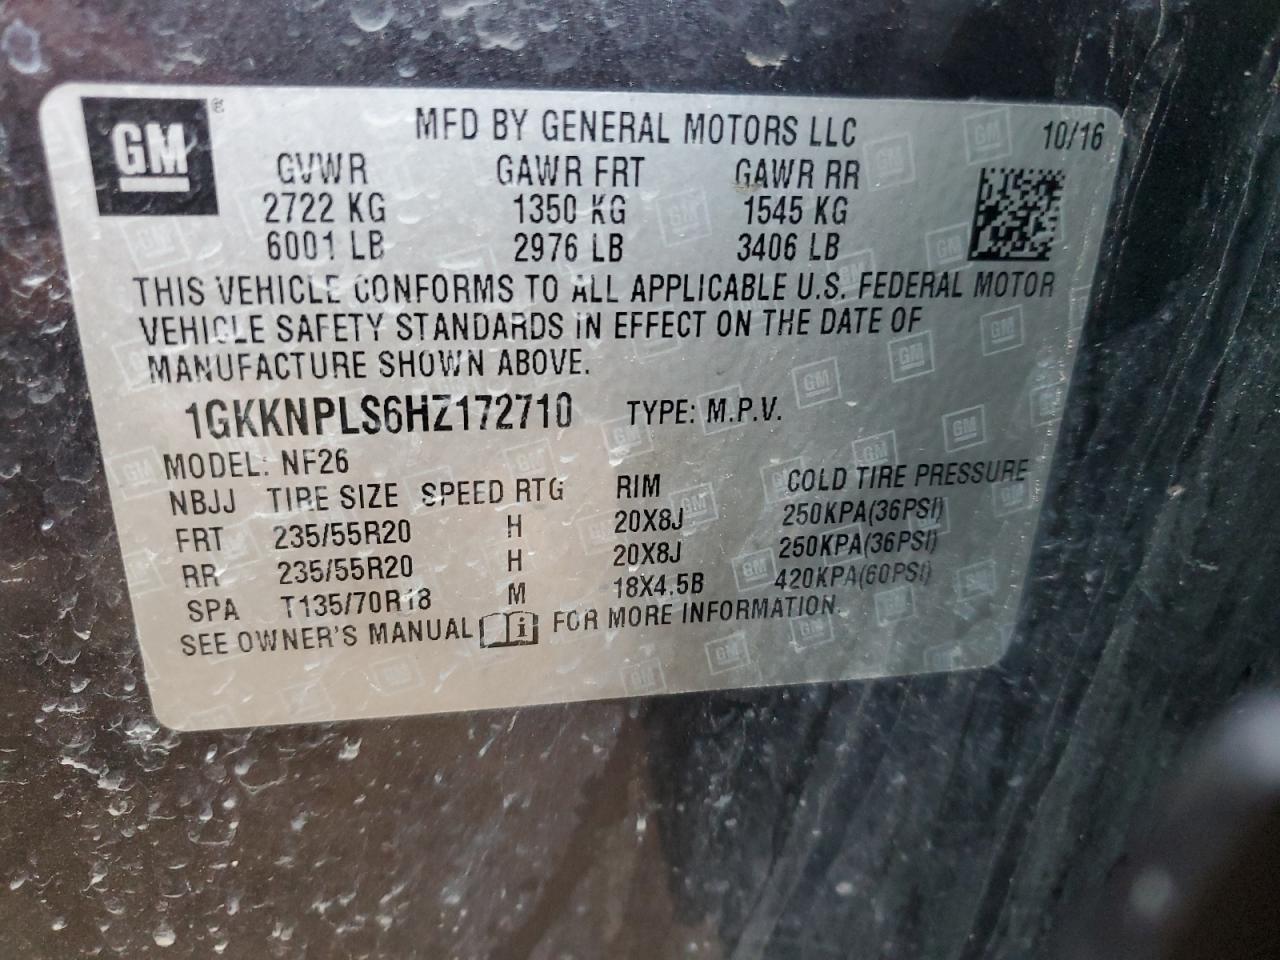 GM ®
MFD BY GENERAL MOTORS LLC 10/16
GVWR GAWR FRT GAWR RR
2722 KG 1350 KG 1545 KG
6001 LB 2976 LB 3406 LB
THIS VEHICLE CONFORMS TO ALL APPLICABLE U.S. FEDERAL MOTOR
VEHICLE SAFETY STANDARDS IN EFFECT ON THE DATE OF
MANUFACTURE SHOWN ABOVE.
1GKKNPLS6HZ172710 TYPE: M.P.V.
MODEL: NF26
NBJJ TIRE SIZE SPEED RTG RIM COLD TIRE PRESSURE
FRT 235/55R20 H 20X8J 250KPA(36PSI)
RR 235/55R20 H 20X8J 250KPA(36PSI)
SPA T135/70R18 M 18X4.5B 420KPA(60PSI)
SEE OWNER'S MANUAL i FOR MORE INFORMATION.